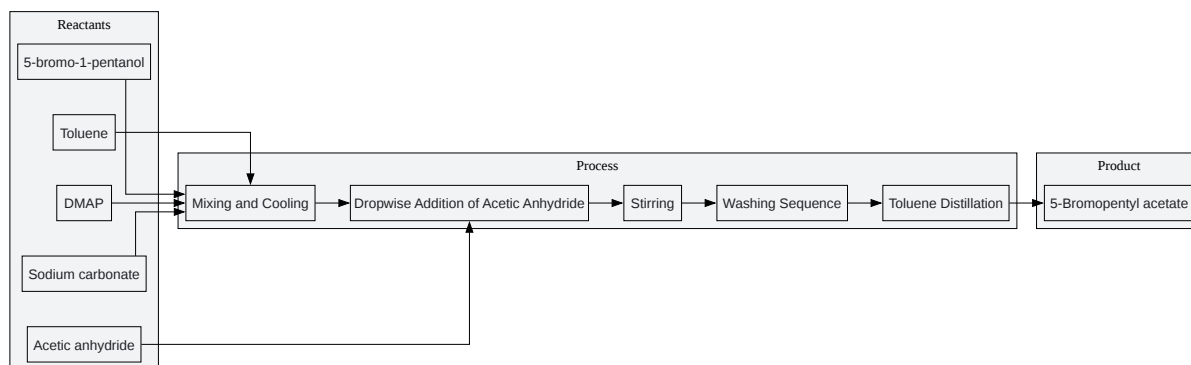 Reactants
5-bromo-1-pentanol
Toluene
DMAP
Sodium carbonate
Acetic anhydride
Process
Mixing and Cooling
Dropwise Addition of Acetic Anhydride
Stirring
Washing Sequence
Toluene Distillation
Product
5-Bromopentyl acetate